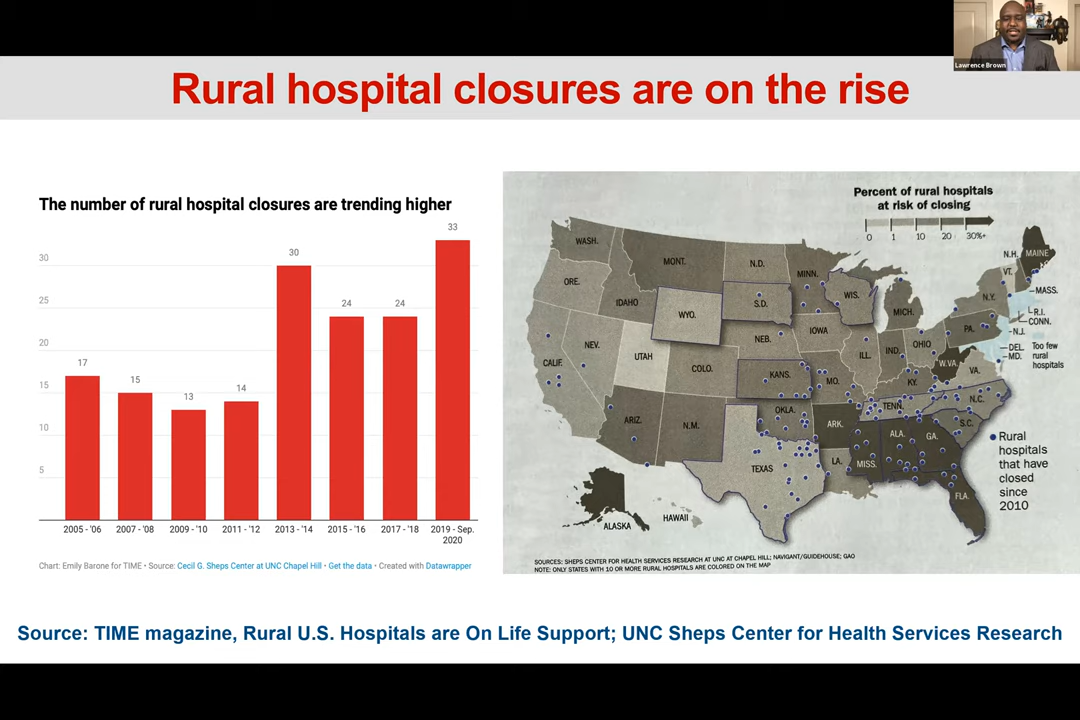 Lawrence Brown
Rural hospital closures are on the rise
The number of rural hospital closures are trending higher
30
25
20
15
10
5
17
15
13
14
30
24
24
33
2005 - '06
2007 - '08
2009 - '10
2011 - '12
2013 - '14
2015 - '16
2017 - '18
2019 - Sep.
2020
Chart: Emily Barone for TIME • Source: Cecil G. Sheps Center at UNC Chapel Hill • Get the data • Created with Datawrapper
Percent of rural hospitals
at risk of closing
0 1 10 20 30%+
WASH.
ORE.
CALIF.
NEV.
IDAHO
MONT.
WYO.
UTAH
COLO.
ARIZ.
N.M.
N.D.
S.D.
NEB.
KANS.
OKLA.
TEXAS
MINN.
IOWA
MO.
ARK.
LA.
WIS.
ILL.
MICH.
IND.
OHIO
KY.
TENN.
MISS.
ALA.
GA.
FLA.
S.C.
N.C.
VA.
W.VA.
PA.
N.Y.
VT.
N.H.
MAINE
MASS.
R.I.
CONN.
N.J.
DEL.
MD.
Too few
rural
hospitals
ALASKA
HAWAII
Rural
hospitals
that have
closed
since
2010
SOURCES: SHEPS CENTER FOR HEALTH SERVICES RESEARCH AT UNC AT CHAPEL HILL; NAVIGANT/GUIDEHOUSE; GAO
NOTE: ONLY STATES WITH 10 OR MORE RURAL HOSPITALS ARE COLORED ON THE MAP
Source: TIME magazine, Rural U.S. Hospitals are On Life Support; UNC Sheps Center for Health Services Research